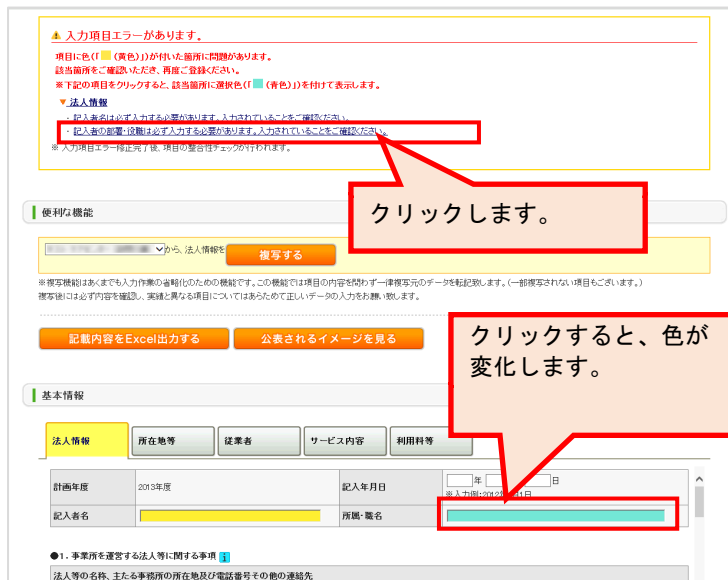 入力項目エラーがあります。
項目に色(「 (黄色)」)が付いた箇所に問題があります。
該当箇所をご確認いただき、再度ご登録ください。
※下記の項目をクリックすると、該当箇所に選択色(「 (青色)」)を付けて表示します。
▼法人情報
・記入者名は必ず入力する必要があります。入力されていることをご確認ください。
・記入者の部署・役職は必ず入力する必要があります。入力されていることをご確認ください。
※ 入力項目エラー修正完了後、項目の整合性チェックが行われます。
クリックします。
便利な機能
から、法人情報を
複写する
※複写機能はあくまでも入力作業の省略化のための機能です。この機能では項目の内容を問わず一律複写元のデータを転記致します。(一部複写されない項目もございます。)
複写後には必ず内容を確認し、実績と異なる項目についてはあらためて正しいデータの入力をお願い致します。
記載内容をExcel出力する 公表されるイメージを見る
クリックすると、色が
変化します。
基本情報
法人情報 所在地等 従業者 サービス内容 利用料等
計画年度 2013年度 記入年月日 年 日
※入力例:2012年 1日
記入者名 所属・職名
●1. 事業所を運営する法人等に関する事項 i
法人等の名称、主たる事務所の所在地及び電話番号その他の連絡先